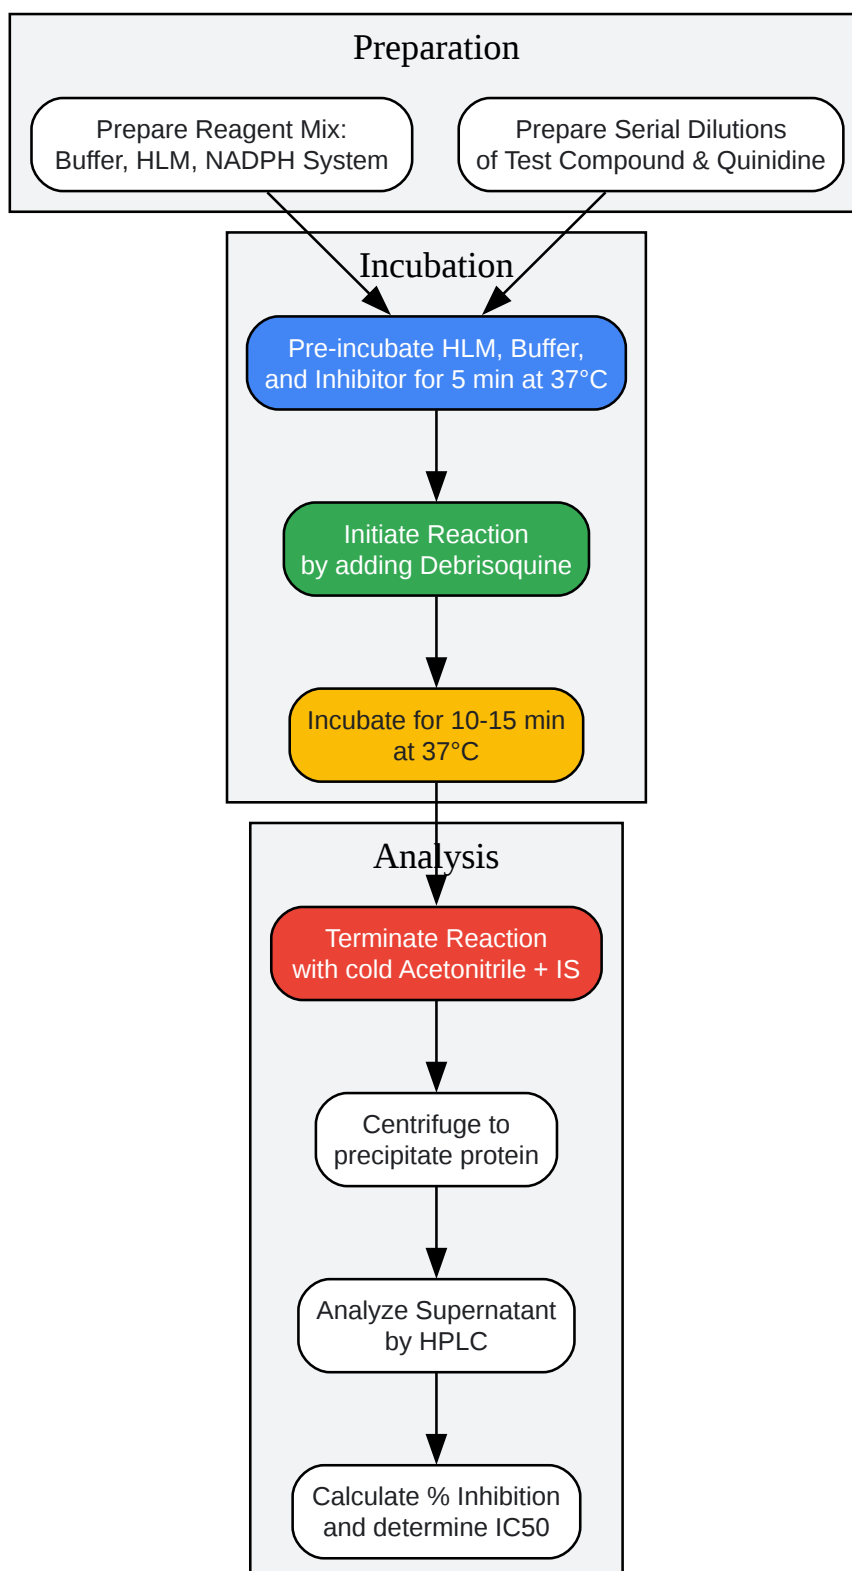 Preparation
Prepare Reagent Mix:
Buffer, HLM, NADPH System
Prepare Serial Dilutions
of Test Compound & Quinidine
Incubation
Pre-incubate HLM, Buffer,
and Inhibitor for 5 min at 37°C
Initiate Reaction
by adding Debrisoquine
Incubate for 10-15 min
at 37°C
Analysis
Terminate Reaction
with cold Acetonitrile + IS
Centrifuge to
precipitate protein
Analyze Supernatant
by HPLC
Calculate % Inhibition
and determine IC50